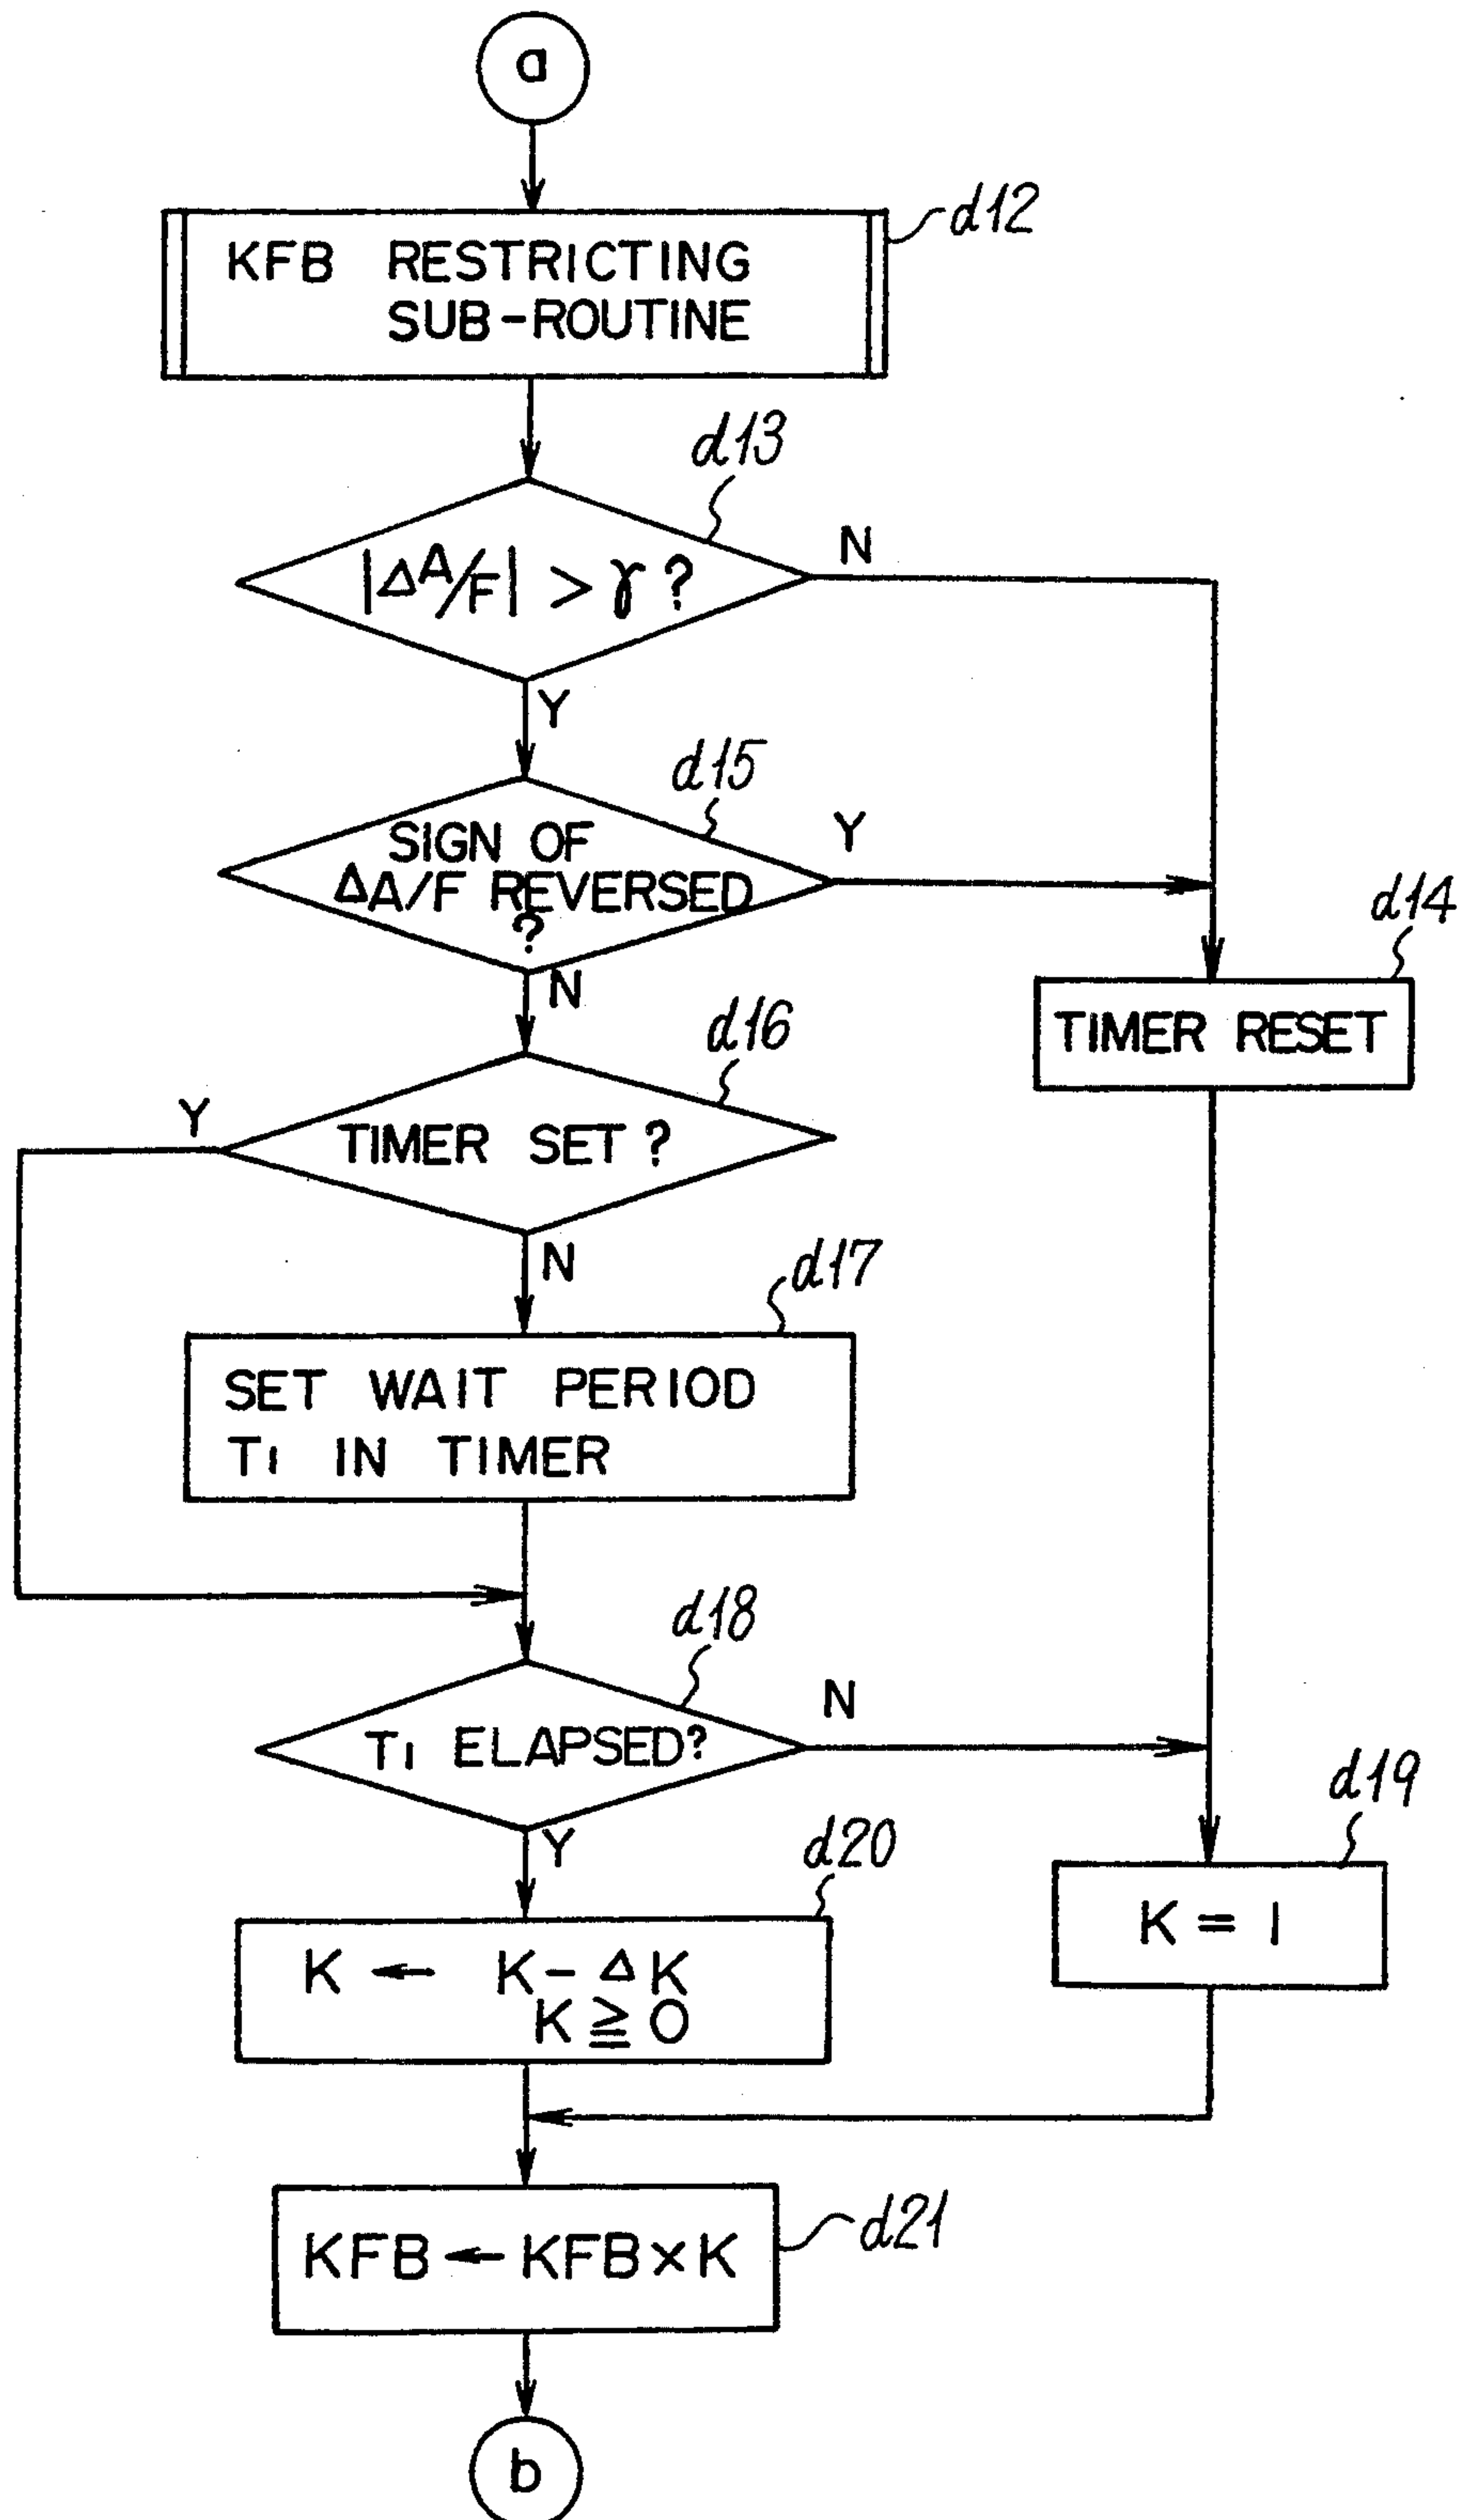 a
d12
KFB RESTRICTING
SUB-ROUTINE
d13
|ΔA/F| > γ ?
N
Y
d15
SIGN OF
ΔA/F REVERSED
?
Y
N
d14
TIMER RESET
d16
TIMER SET ?
Y
N
d17
SET WAIT PERIOD
T1 IN TIMER
d18
T1 ELAPSED?
N
Y
d19
K = 1
d20
K ← K - ΔK
K ≧ 0
d21
KFB ← KFB × K
b